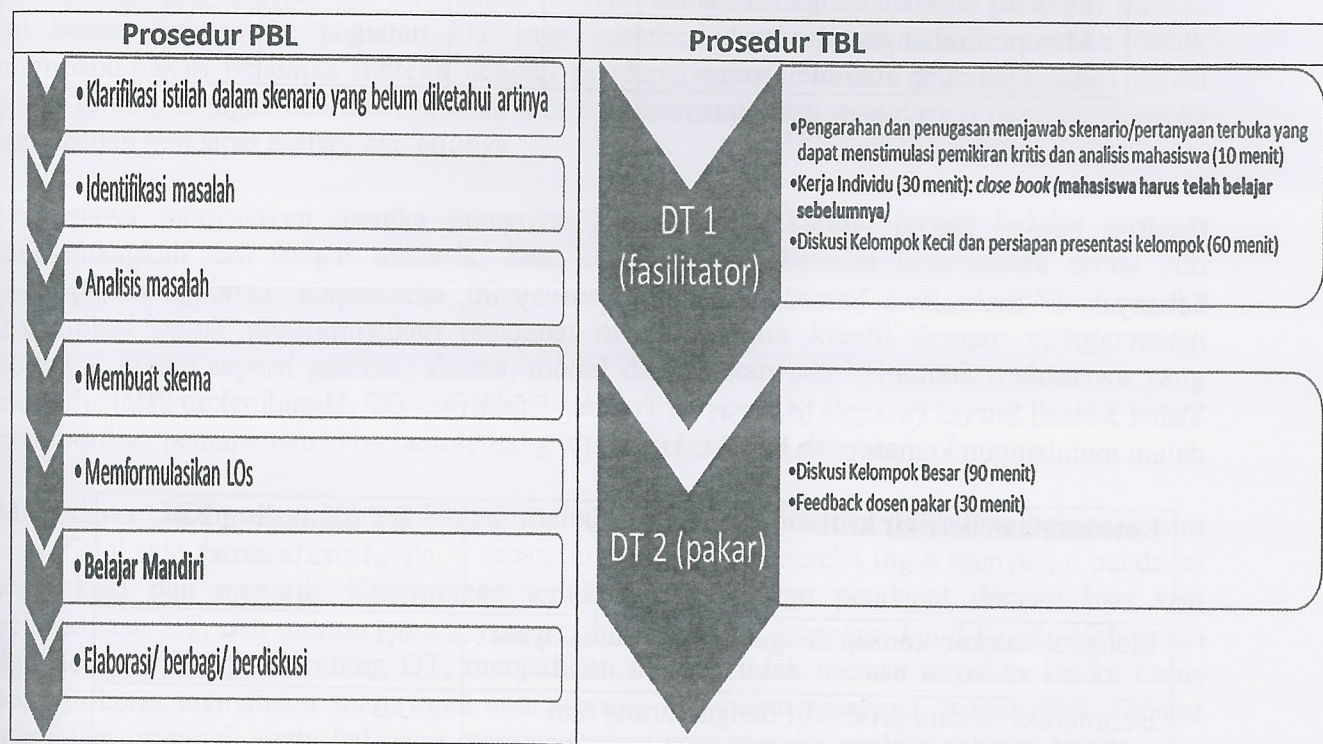 Prosedur PBL
•Klarifikasi istilah dalam skenario yang belum diketahui artinya
•Identifikasi masalah
•Analisis masalah
•Membuat skema
•Memformulasikan LOs
•Belajar Mandiri
•Elaborasi/ berbagi/ berdiskusi
Prosedur TBL
DT 1
(fasilitator)
•Pengarahan dan penugasan menjawab skenario/pertanyaan terbuka yang
dapat menstimulasi pemikiran kritis dan analisis mahasiswa (10 menit)
•Kerja Individu (30 menit): close book (mahasiswa harus telah belajar
sebelumnya)
•Diskusi Kelompok Kecil dan persiapan presentasi kelompok (60 menit)
DT 2 (pakar)
•Diskusi Kelompok Besar (90 menit)
•Feedback dosen pakar (30 menit)